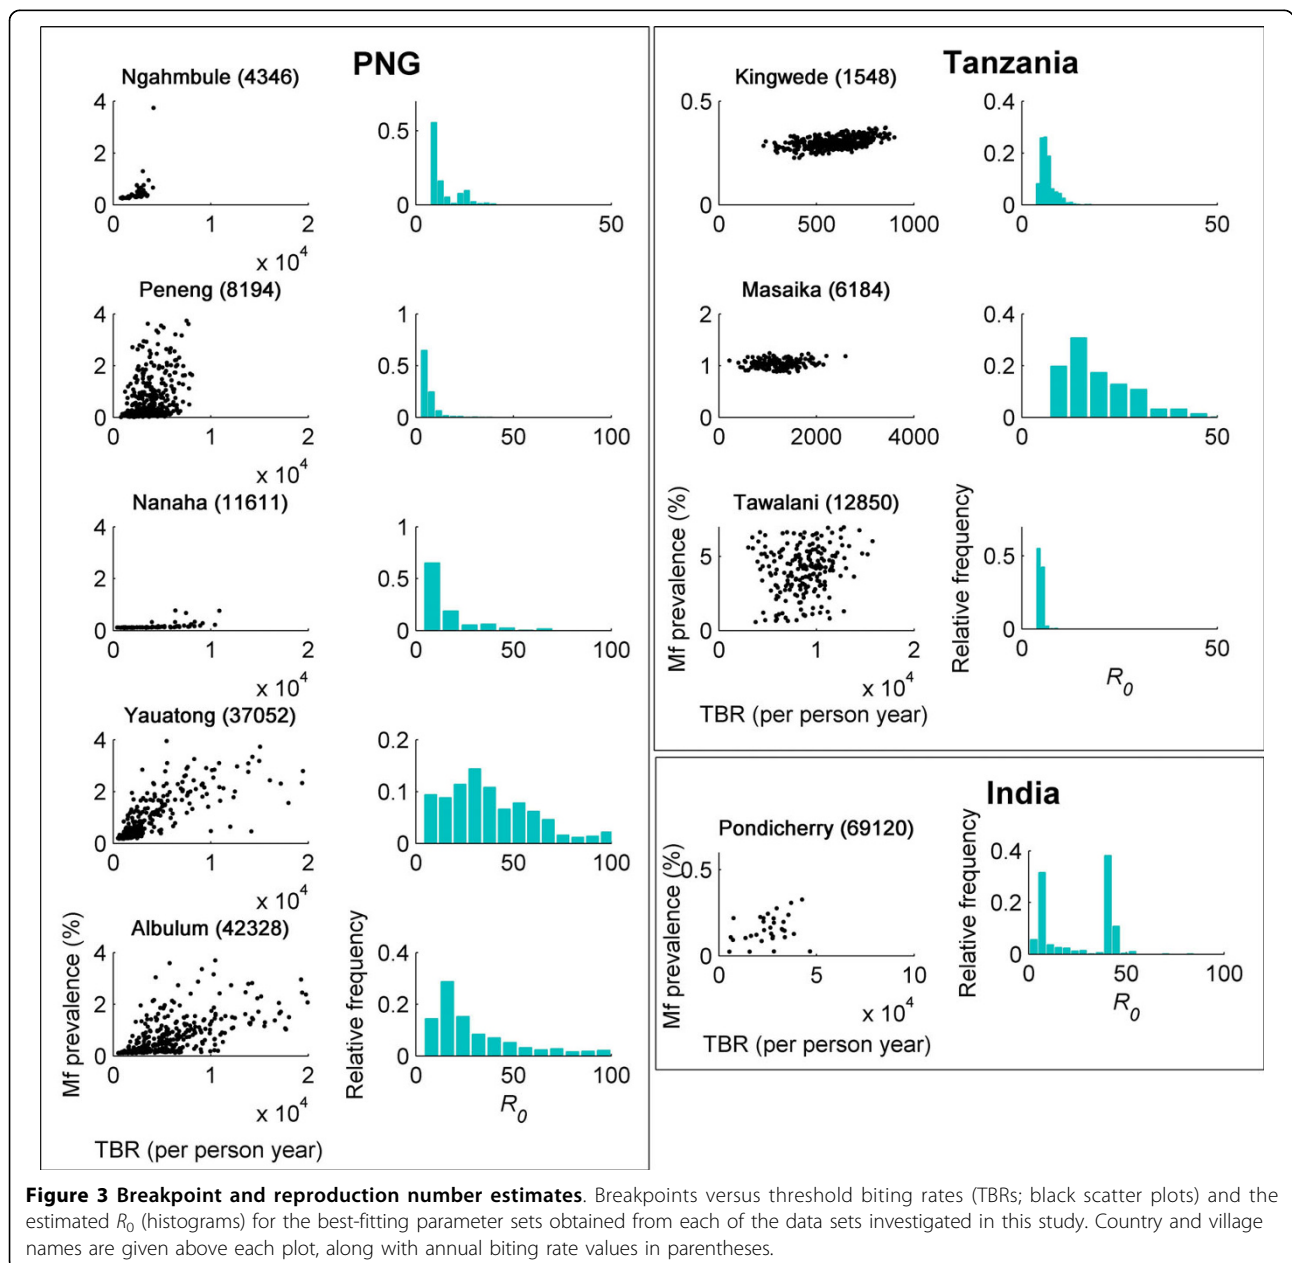 PNG
Ngahmbule (4346)
4
2
0
0
1
2
x 10^4
0.5
0
0
50
Peneng (8194)
4
2
0
0
1
2
x 10^4
1
0.5
0
0
50
100
Nanaha (11611)
4
2
0
0
1
2
x 10^4
1
0.5
0
0
50
100
Yauatong (37052)
4
2
0
0
1
2
x 10^4
0.2
0.1
0
0
50
100
Albulum (42328)
Mf prevalence (%)
4
2
0
0
1
2
x 10^4
TBR (per person year)
Relative frequency
0.4
0.2
0
0
50
100
R_0
Tanzania
Kingwede (1548)
0.5
0
0
500
1000
0.4
0.2
0
0
50
Masaika (6184)
2
1
0
0
2000
4000
0.4
0.2
0
0
50
Tawalani (12850)
Mf prevalence (%)
5
0
0
1
2
x 10^4
TBR (per person year)
Relative frequency
0.5
0
0
50
R_0
India
Pondicherry (69120)
Mf prevalence (%)
0.5
0
0
5
10
x 10^4
TBR (per person year)
Relative frequency
0.4
0.2
0
0
50
100
R_0
Figure 3 Breakpoint and reproduction number estimates. Breakpoints versus threshold biting rates (TBRs; black scatter plots) and the
estimated R_0 (histograms) for the best-fitting parameter sets obtained from each of the data sets investigated in this study. Country and village
names are given above each plot, along with annual biting rate values in parentheses.